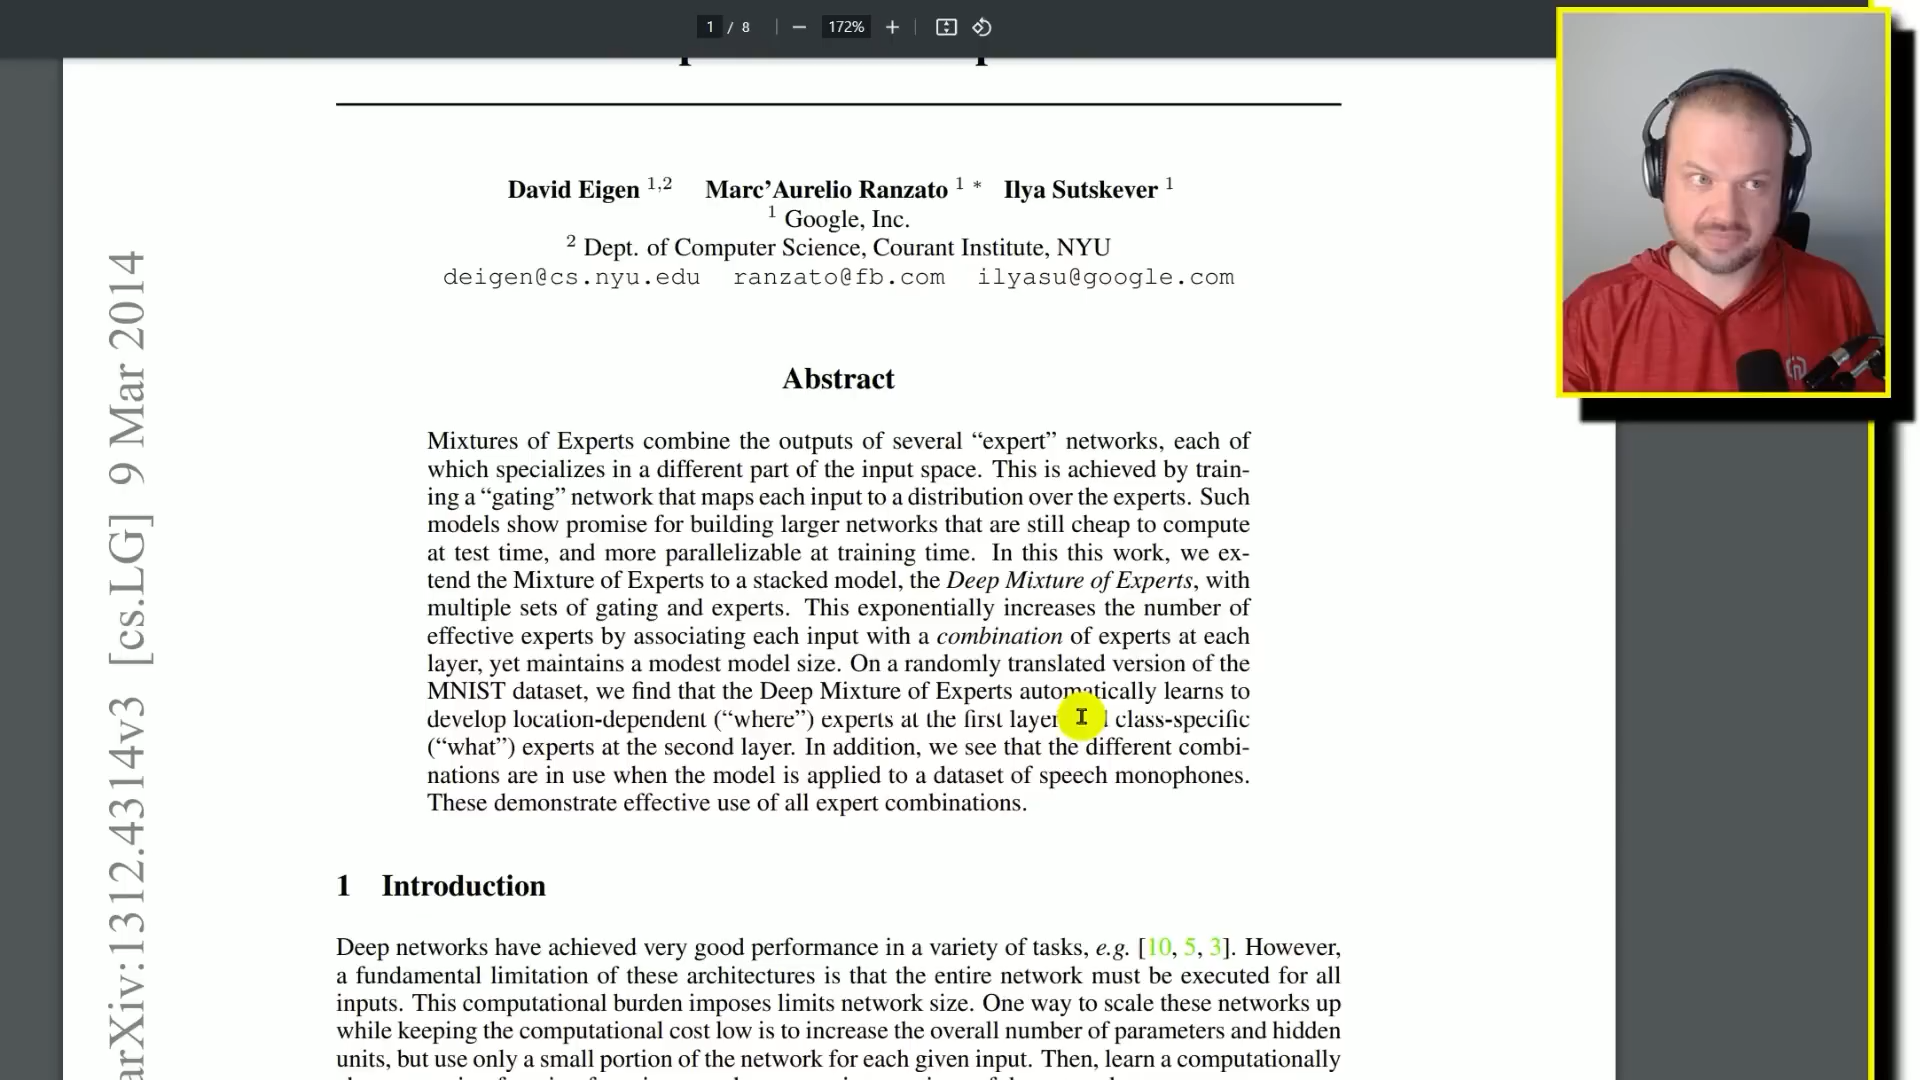 1 / 8 172%
David Eigen 1,2 Marc’Aurelio Ranzato 1 * Ilya Sutskever 1
1 Google, Inc.
2 Dept. of Computer Science, Courant Institute, NYU
deigen@cs.nyu.edu ranzato@fb.com ilyasu@google.com
Abstract
Mixtures of Experts combine the outputs of several “expert” networks, each of
which specializes in a different part of the input space. This is achieved by train-
ing a “gating” network that maps each input to a distribution over the experts. Such
models show promise for building larger networks that are still cheap to compute
at test time, and more parallelizable at training time. In this this work, we ex-
tend the Mixture of Experts to a stacked model, the Deep Mixture of Experts, with
multiple sets of gating and experts. This exponentially increases the number of
effective experts by associating each input with a combination of experts at each
layer, yet maintains a modest model size. On a randomly translated version of the
MNIST dataset, we find that the Deep Mixture of Experts automatically learns to
develop location-dependent (“where”) experts at the first layer class-specific
(“what”) experts at the second layer. In addition, we see that the different combi-
nations are in use when the model is applied to a dataset of speech monophones.
These demonstrate effective use of all expert combinations.
1 Introduction
Deep networks have achieved very good performance in a variety of tasks, e.g. [10, 5, 3]. However,
a fundamental limitation of these architectures is that the entire network must be executed for all
inputs. This computational burden imposes limits network size. One way to scale these networks up
while keeping the computational cost low is to increase the overall number of parameters and hidden
units, but use only a small portion of the network for each given input. Then, learn a computationally
arXiv:1312.4314v3 [cs.LG] 9 Mar 2014